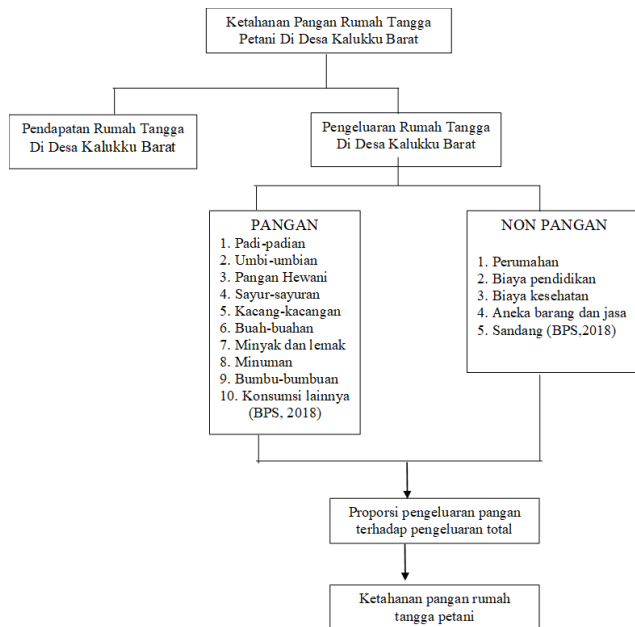 Ketahanan Pangan Rumah Tangga
Petani Di Desa Kalukku Barat
Pendapatan Rumah Tangga
Di Desa Kalukku Barat
Pengeluaran Rumah Tangga
Di Desa Kalukku Barat
PANGAN
1. Padi-padian
2. Umbi-umbian
3. Pangan Hewani
4. Sayur-sayuran
5. Kacang-kacangan
6. Buah-buahan
7. Minyak dan lemak
8. Minuman
9. Bumbu-bumbuan
10. Konsumsi lainnya
(BPS, 2018)
NON PANGAN
1. Perumahan
2. Biaya pendidikan
3. Biaya kesehatan
4. Aneka barang dan jasa
5. Sandang (BPS,2018)
Proporsi pengeluaran pangan
terhadap pengeluaran total
Ketahanan pangan rumah
tangga petani